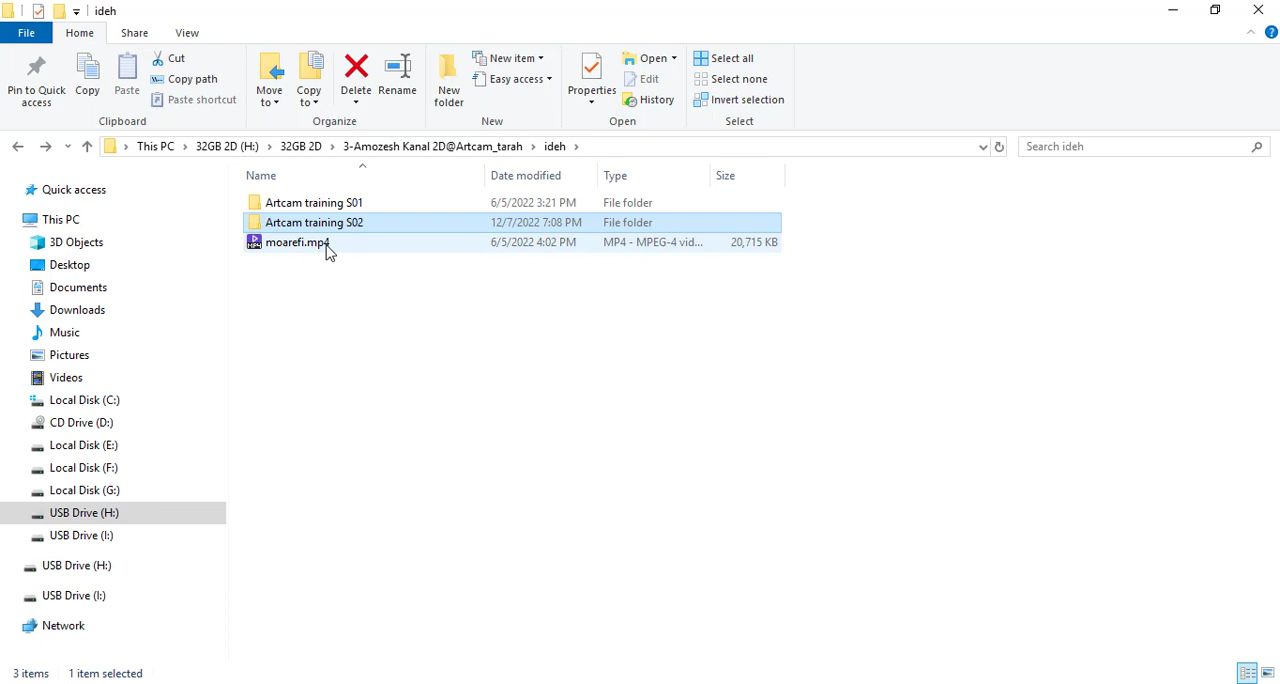 ideh
File Home Share View
Pin to Quick access
Copy
Paste
Cut
Copy path
Paste shortcut
Clipboard
Move to
Copy to
Delete
Rename
Organize
New folder
New item
Easy access
New
Properties
Open
Edit
History
Open
Select all
Select none
Invert selection
Select
This PC › 32GB 2D (H:) › 32GB 2D › 3-Amozesh Kanal 2D@Artcam_tarah › ideh ›
Search ideh
Quick access
This PC
3D Objects
Desktop
Documents
Downloads
Music
Pictures
Videos
Local Disk (C:)
CD Drive (D:)
Local Disk (E:)
Local Disk (F:)
Local Disk (G:)
USB Drive (H:)
USB Drive (I:)
USB Drive (H:)
USB Drive (I:)
Network
Name Date modified Type Size
Artcam training S01 6/5/2022 3:21 PM File folder
Artcam training S02 12/7/2022 7:08 PM File folder
MP4 moarefi.mp4 6/5/2022 4:02 PM MP4 - MPEG-4 vid... 20,715 KB
3 items 1 item selected